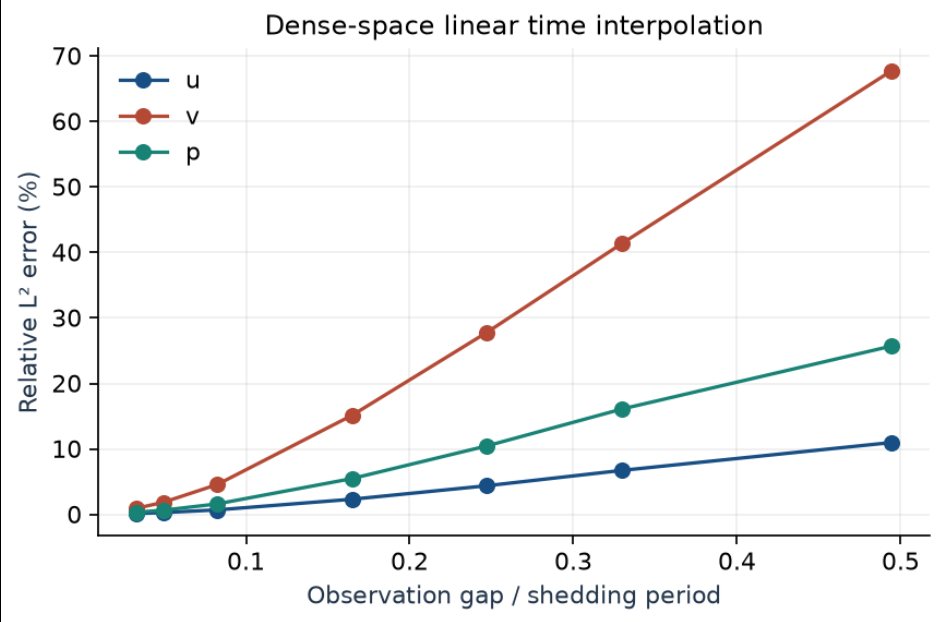 Dense-space linear time interpolation
70
60
50
40
30
20
10
0
Relative L² error (%)
u
v
p
0.1 0.2 0.3 0.4 0.5
Observation gap / shedding period